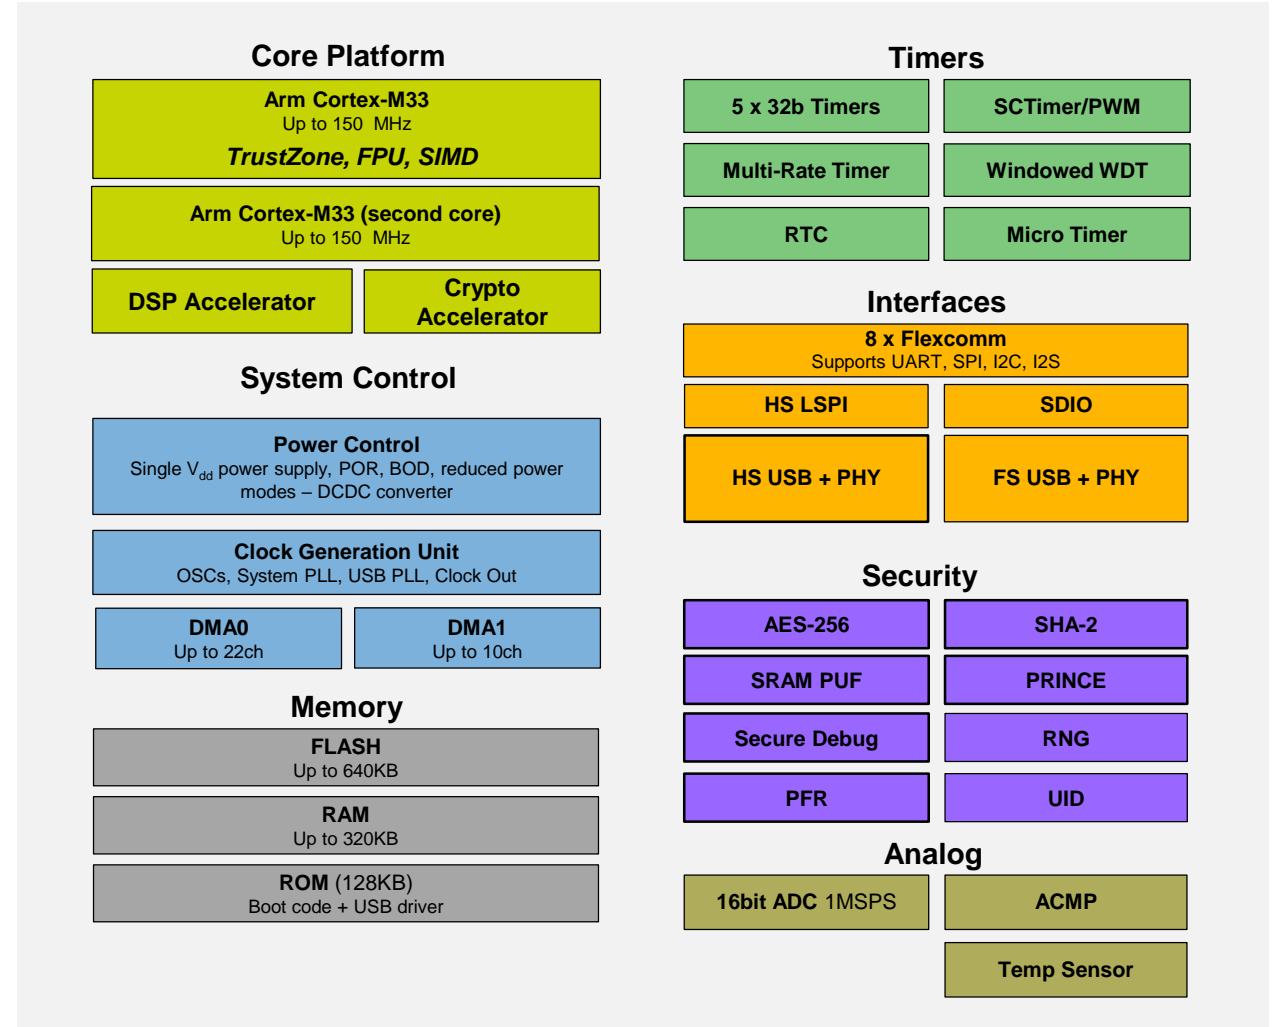 Core Platform
Arm Cortex-M33
Up to 150 MHz
TrustZone, FPU, SIMD
Arm Cortex-M33 (second core)
Up to 150 MHz
DSP Accelerator
Crypto
Accelerator
System Control
Power Control
Single Vdd power supply, POR, BOD, reduced power
modes – DCDC converter
Clock Generation Unit
OSCs, System PLL, USB PLL, Clock Out
DMA0
Up to 22ch
DMA1
Up to 10ch
Memory
FLASH
Up to 640KB
RAM
Up to 320KB
ROM (128KB)
Boot code + USB driver
Timers
5 x 32b Timers
SCTimer/PWM
Multi-Rate Timer
Windowed WDT
RTC
Micro Timer
Interfaces
8 x Flexcomm
Supports UART, SPI, I2C, I2S
HS LSPI
SDIO
HS USB + PHY
FS USB + PHY
Security
AES-256
SHA-2
SRAM PUF
PRINCE
Secure Debug
RNG
PFR
UID
Analog
16bit ADC 1MSPS
ACMP
Temp Sensor